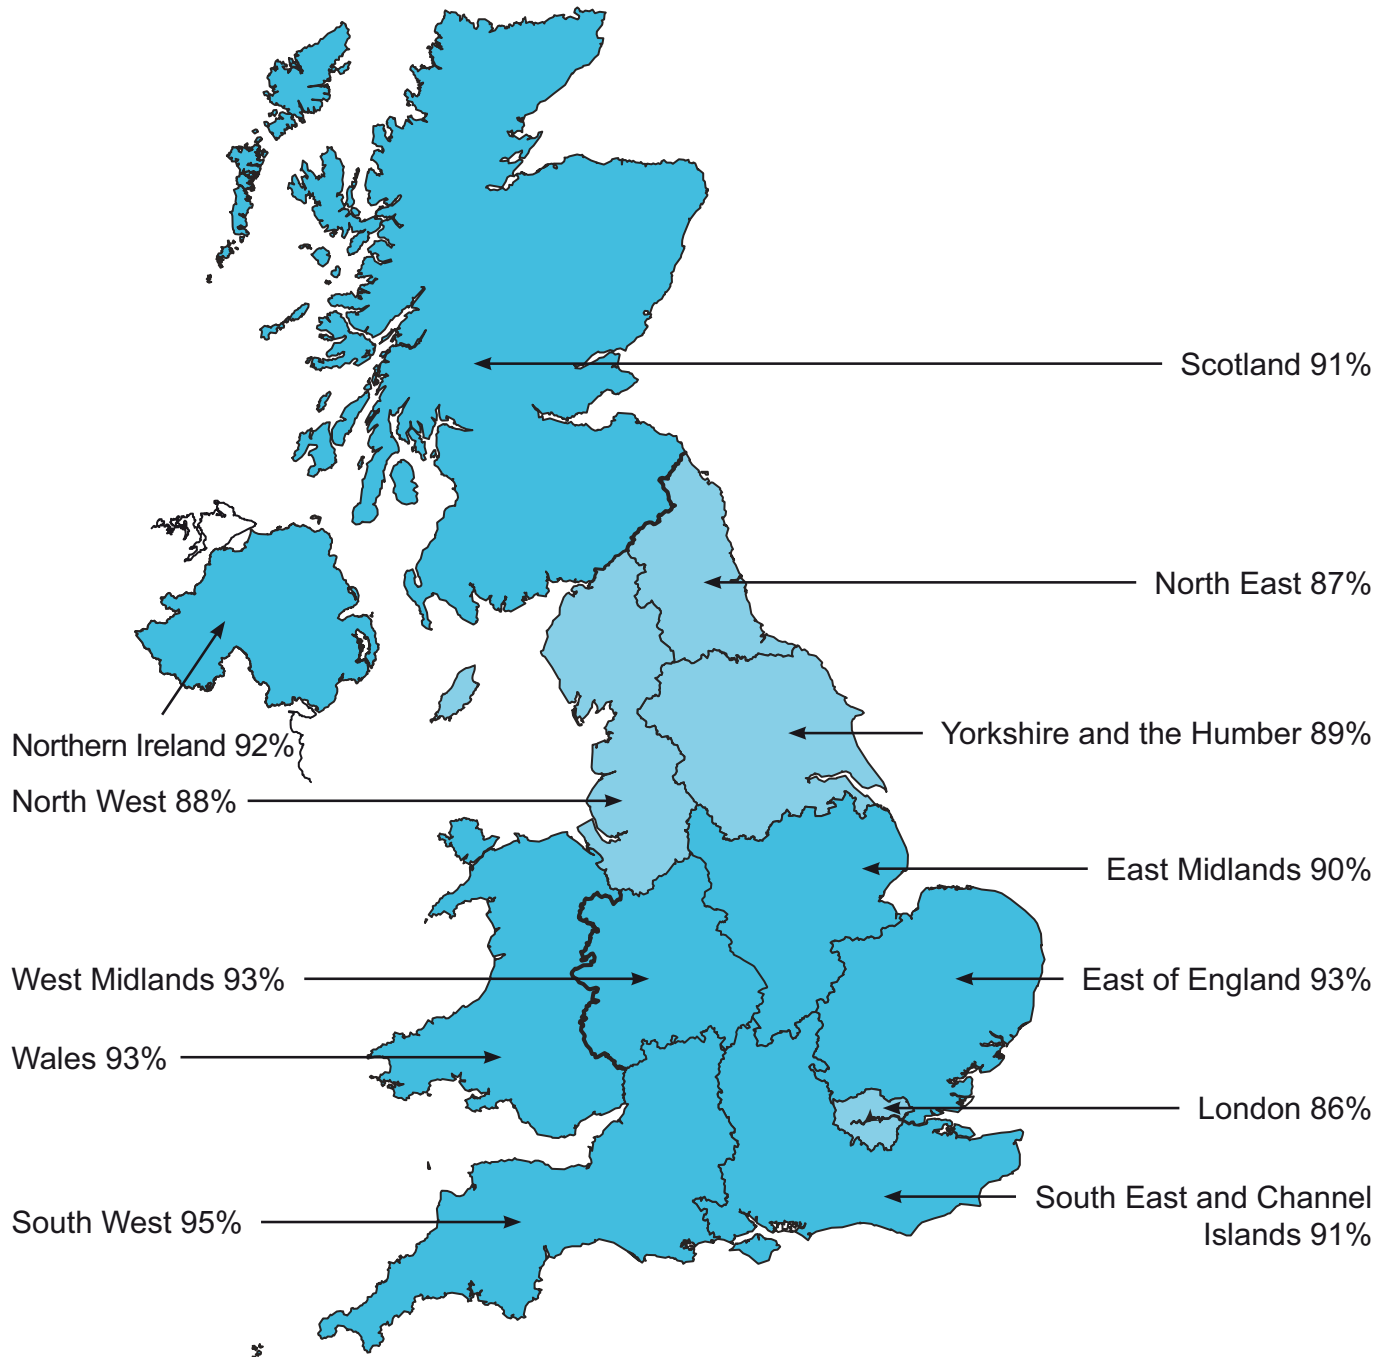 Scotland 91%
North East 87%
Northern Ireland 92%
Yorkshire and the Humber 89%
North West 88%
East Midlands 90%
West Midlands 93%
East of England 93%
Wales 93%
London 86%
South West 95%
South East and Channel
Islands 91%